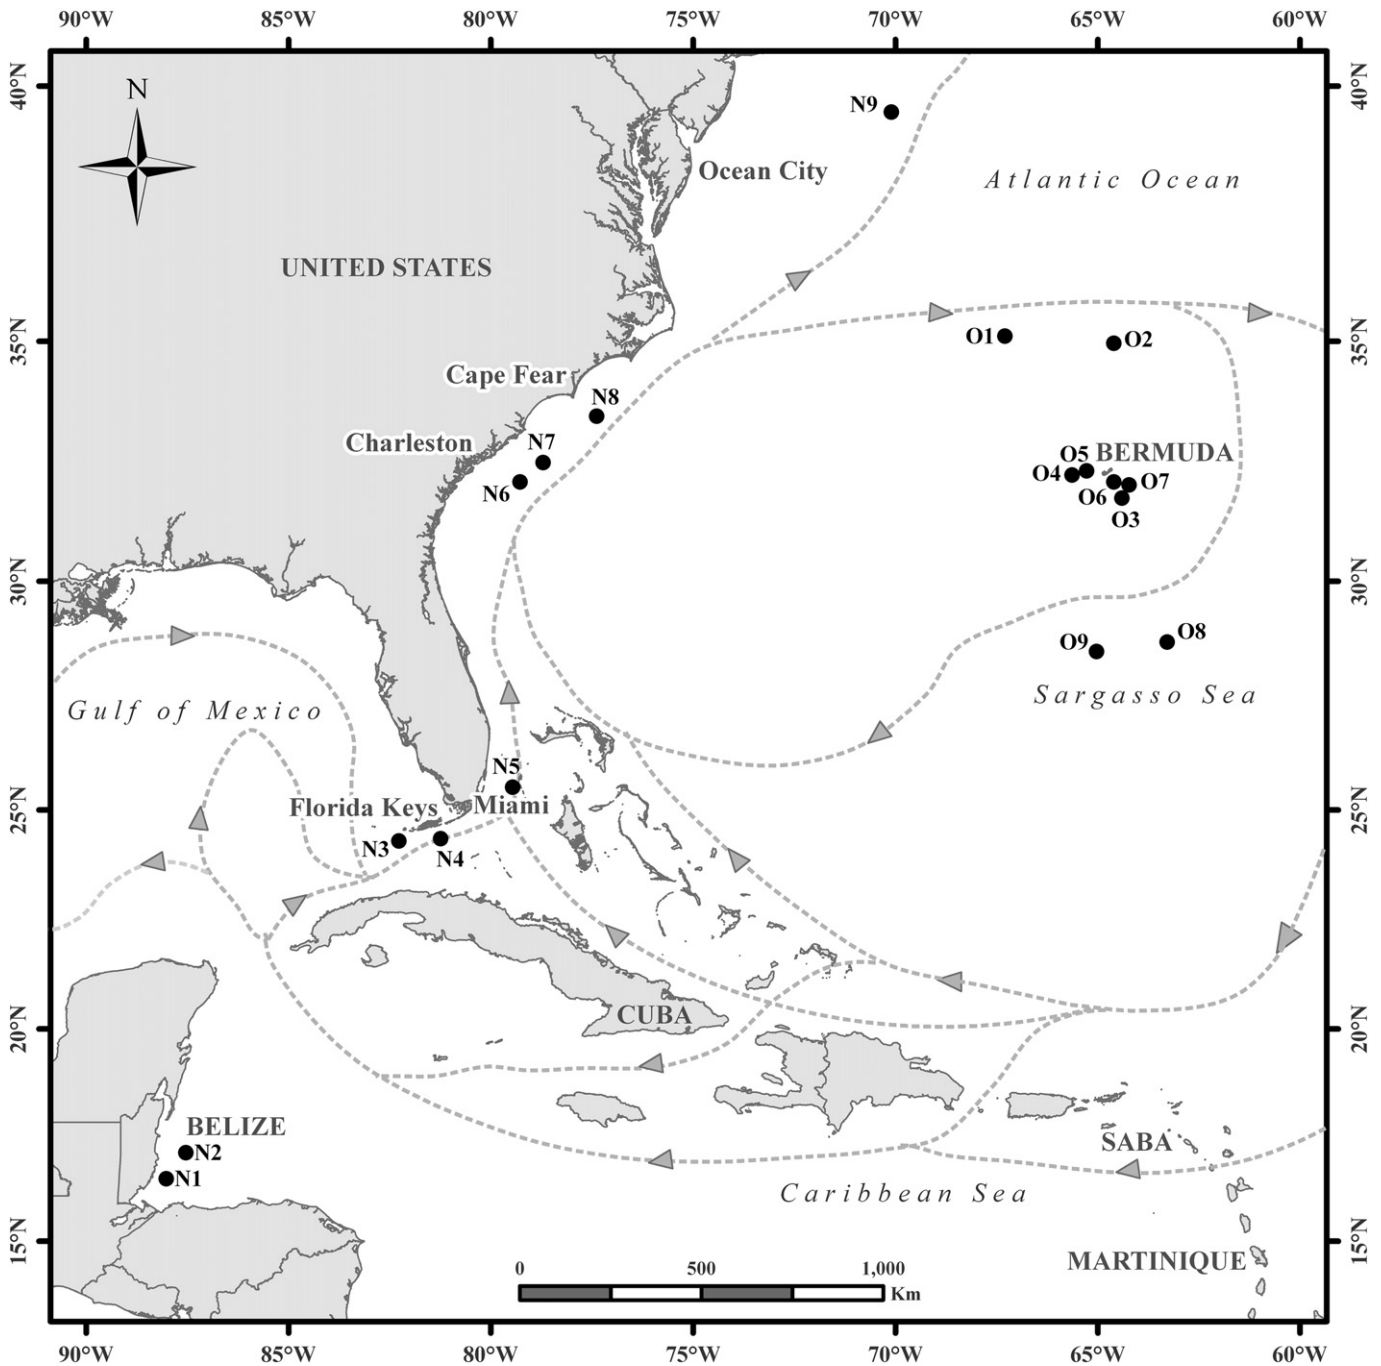 90°W 85°W 80°W 75°W 70°W 65°W 60°W
40°N
40°N
N
N9
Ocean City
Atlantic Ocean
UNITED STATES
35°N
35°N
O1
O2
Cape Fear
N8
Charleston
N7
N6
O5
BERMUDA
O4
O7
O6
O3
30°N
30°N
O9
O8
Sargasso Sea
Gulf of Mexico
N5
Florida Keys
Miami
25°N
25°N
N3
N4
CUBA
20°N
20°N
BELIZE
N2
N1
SABA
Caribbean Sea
15°N
15°N
MARTINIQUE
0 500 1,000
Km
90°W 85°W 80°W 75°W 70°W 65°W 60°W